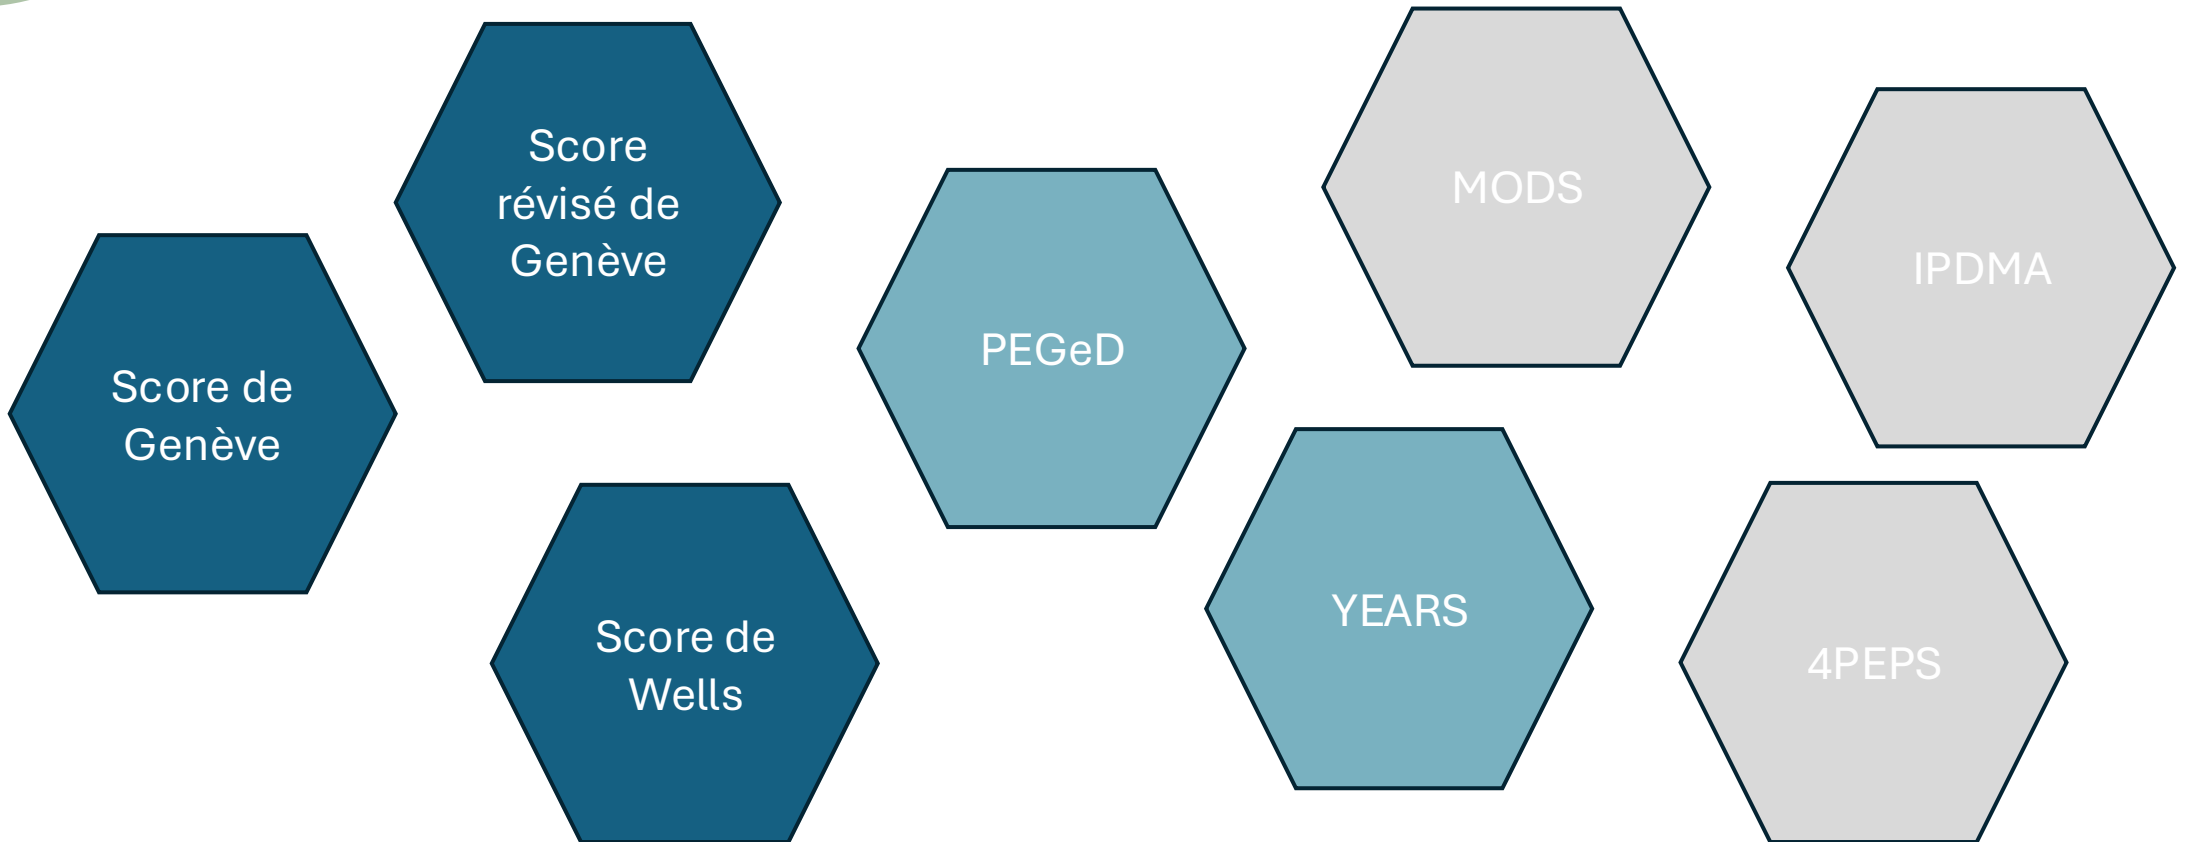 Score de
Genève
Score
révisé de
Genève
Score de
Wells
PEGeD
YEARS
MODS
IPDMA
4PEPS